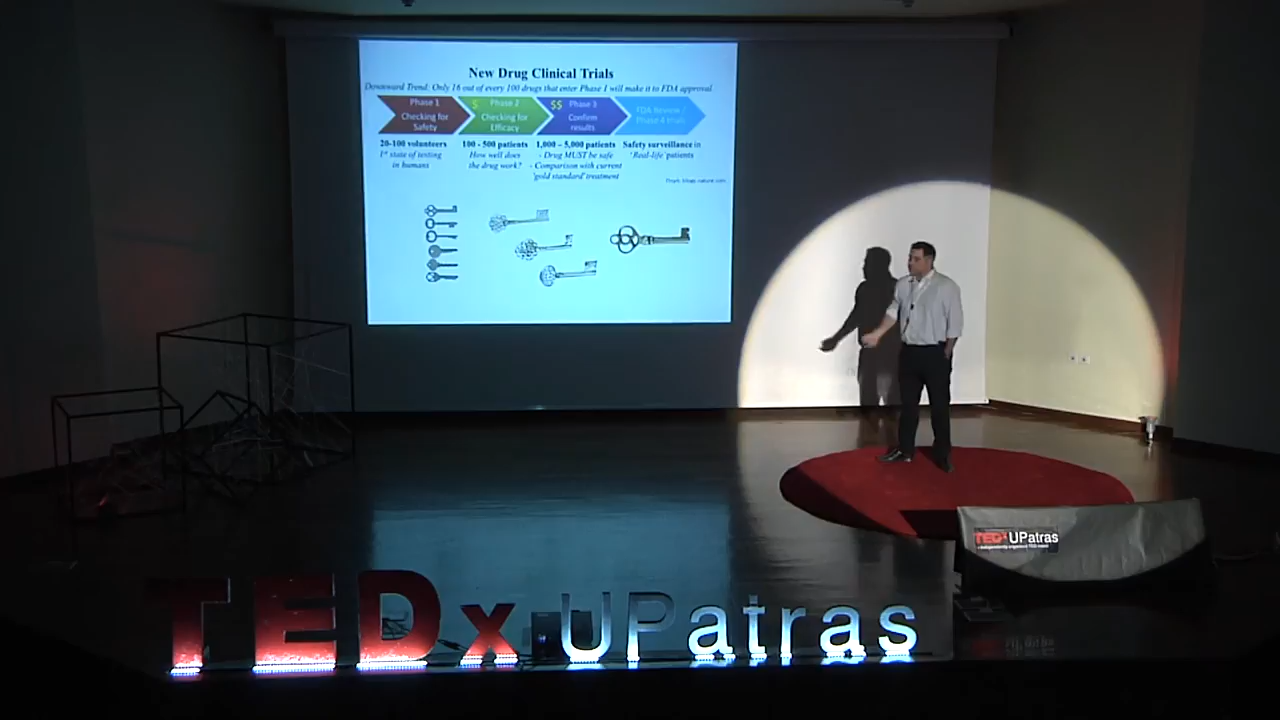 New Drug Clinical Trials
Downward Trend: Only 16 out of every 100 drugs that enter Phase I will make it to FDA approval.
Phase 1
Checking for
Safety
$ Phase 2
Checking for
Efficacy
$$ Phase 3
Confirm
results
FDA Review /
Phase 4 Trials
20-100 volunteers
1st state of testing
in humans
100 - 500 patients
How well does
the drug work?
1,000 – 5,000 patients
- Drug MUST be safe
- Comparison with current
'gold standard' treatment
Safety surveillance in
'Real-life' patients
TEDxUPatras
x = independently organized TED event
TEDxUPatras